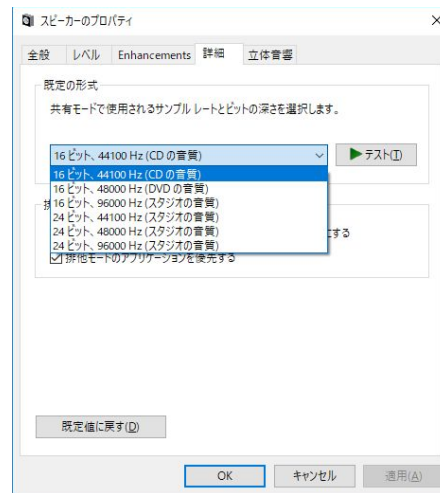 スピーカーのプロパティ
全般
レベル
Enhancements
詳細
立体音響
既定の形式
共有モードで使用されるサンプル レートとビットの深さを選択します。
16 ビット、44100 Hz (CD の音質)
テスト(T)
16 ビット、44100 Hz (CD の音質)
16 ビット、48000 Hz (DVD の音質)
16 ビット、96000 Hz (スタジオの音質)
24 ビット、44100 Hz (スタジオの音質)
24 ビット、48000 Hz (スタジオの音質)
24 ビット、96000 Hz (スタジオの音質)
する
排他モードのアプリケーションを優先する
既定値に戻す(D)
OK
キャンセル
適用(A)